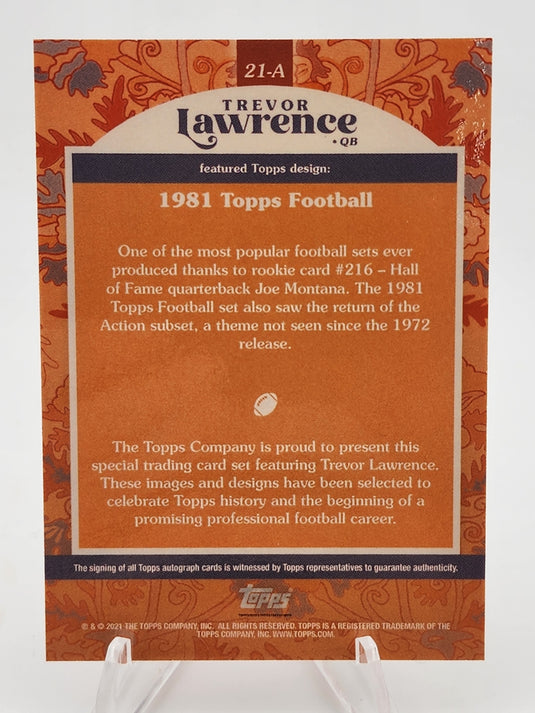 21-A
TREVOR
Lawrence
•QB
featured Topps design:
1981 Topps Football
One of the most popular football sets ever
produced thanks to rookie card #216 – Hall
of Fame quarterback Joe Montana. The 1981
Topps Football set also saw the return of the
Action subset, a theme not seen since the 1972
release.
The Topps Company is proud to present this
special trading card set featuring Trevor Lawrence.
These images and designs have been selected to
celebrate Topps history and the beginning of a
promising professional football career.
The signing of all Topps autograph cards is witnessed by Topps representatives to guarantee authenticity.
Topps
® & © 2021 THE TOPPS COMPANY, INC. ALL RIGHTS RESERVED. TOPPS IS A REGISTERED TRADEMARK OF THE
TOPPS COMPANY, INC. WWW.TOPPS.COM.